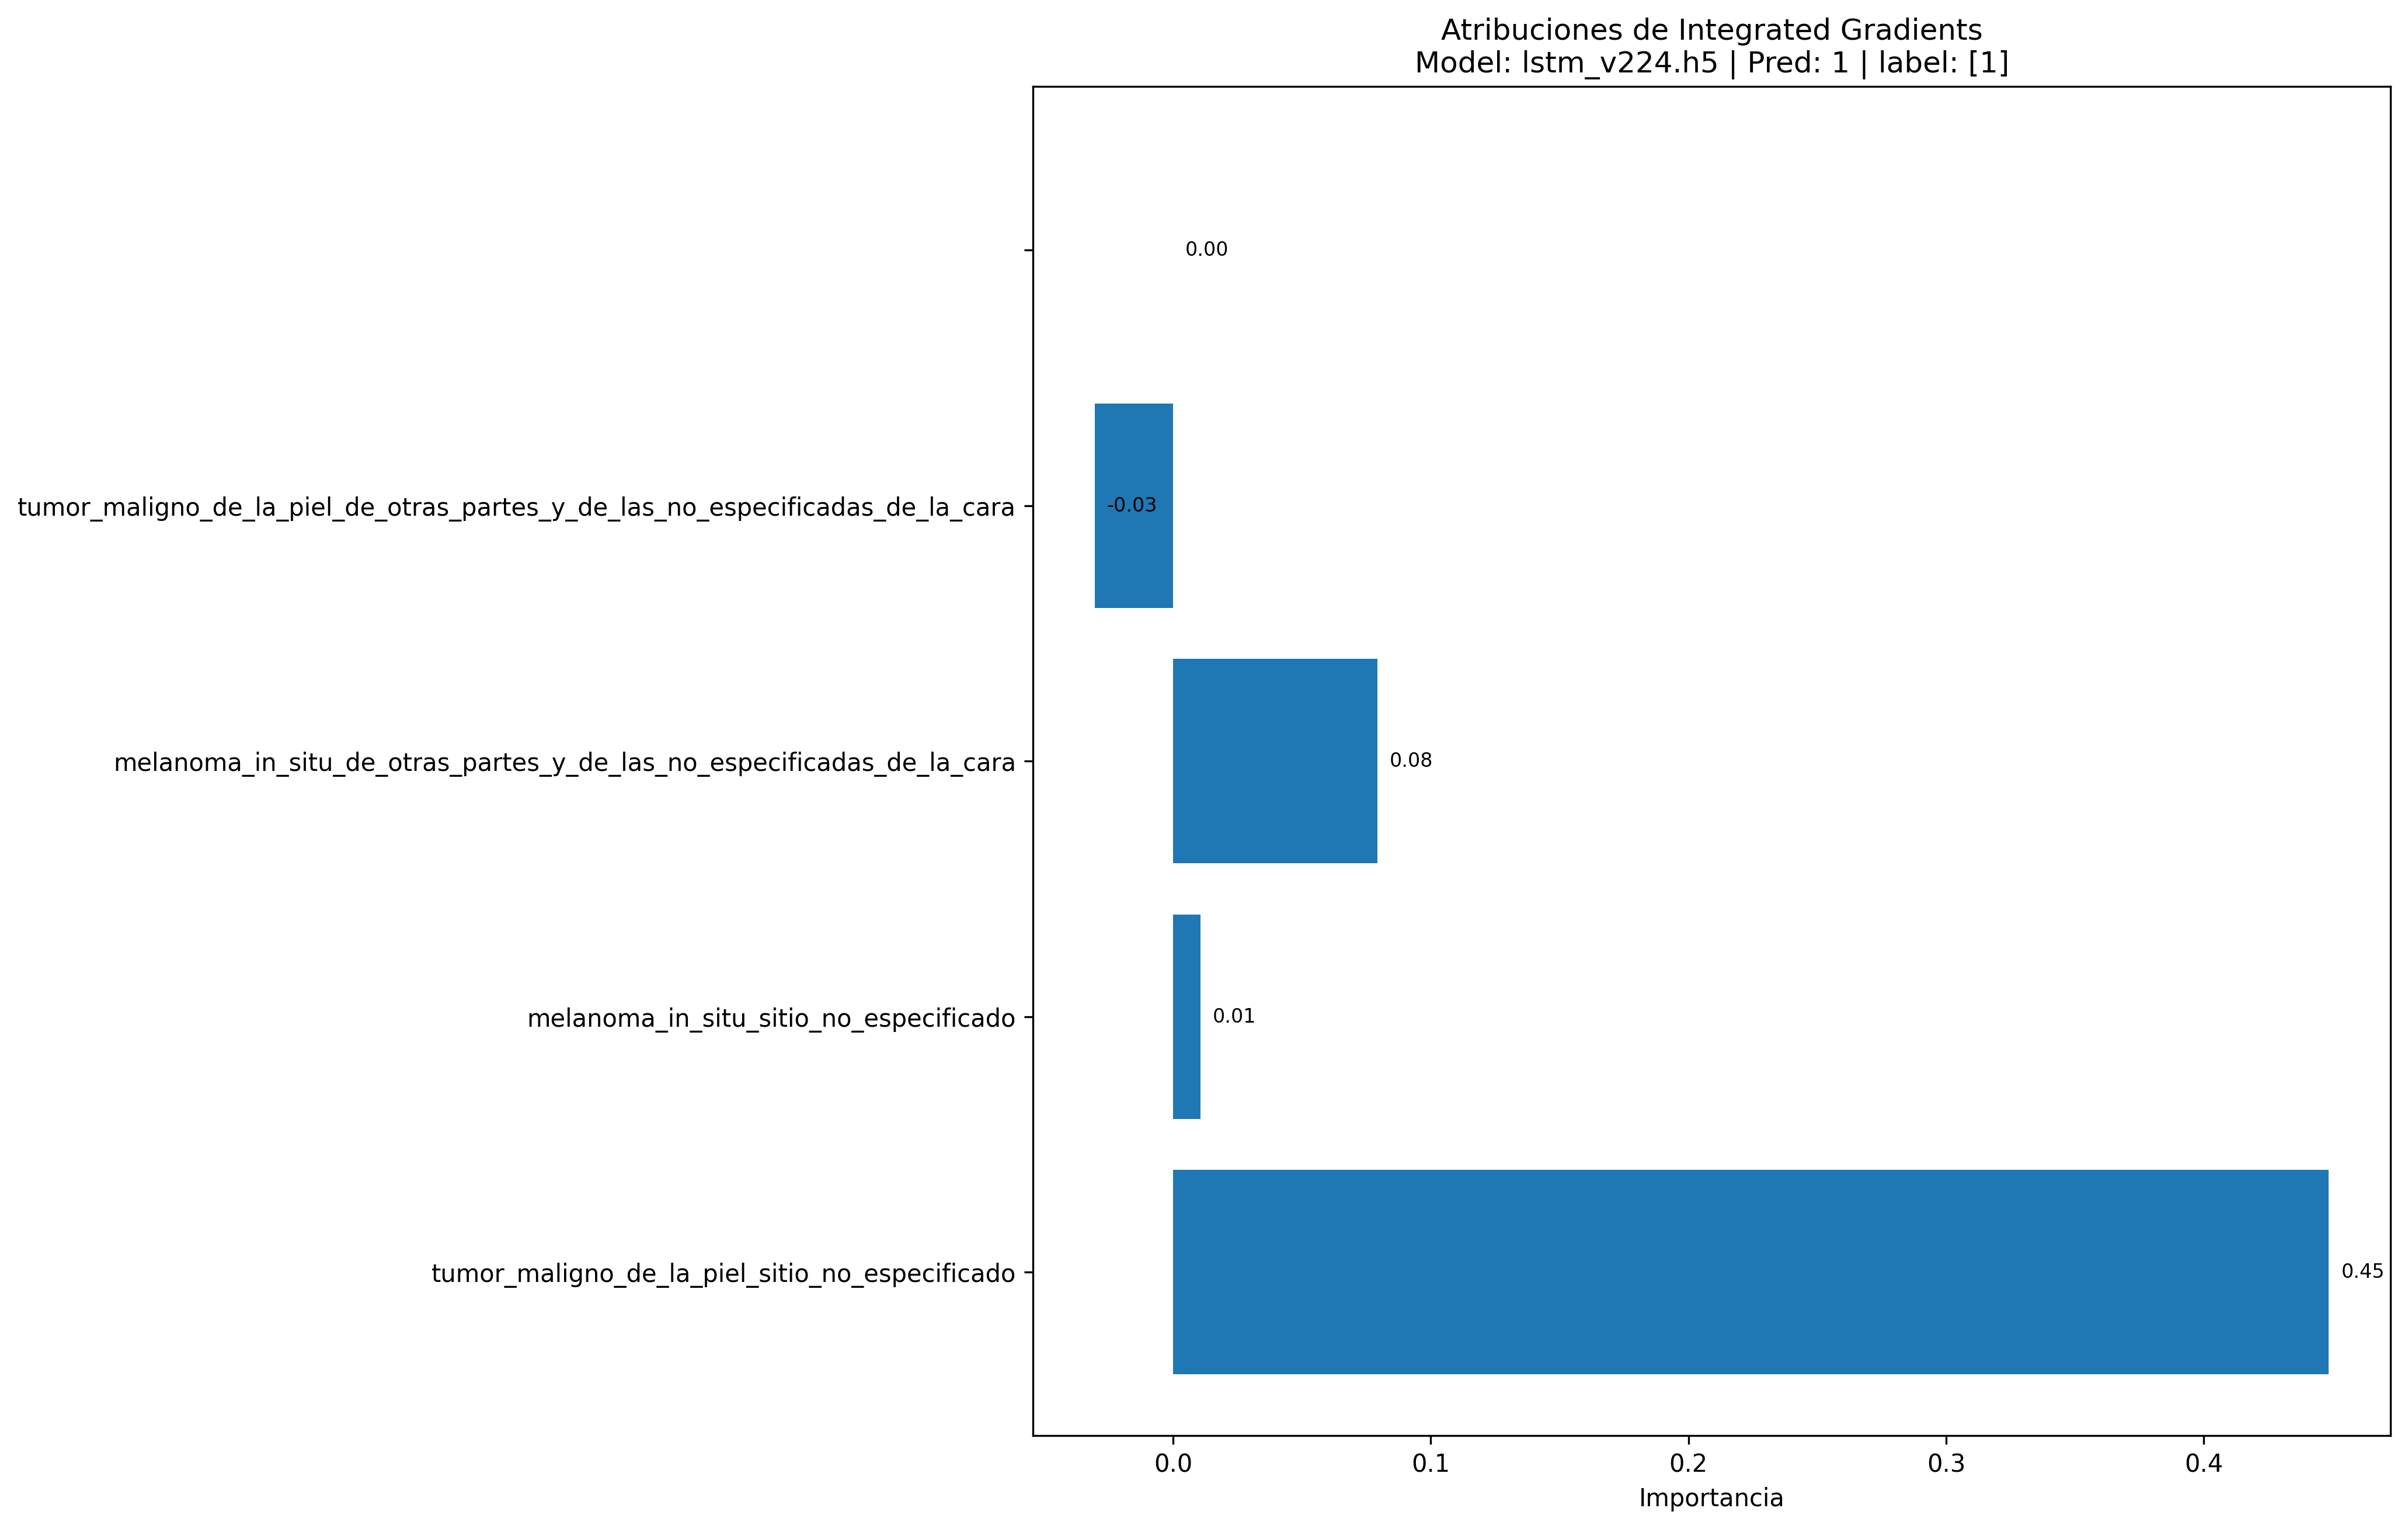 Atribuciones de Integrated Gradients
Model: lstm_v224.h5 | Pred: 1 | label: [1]
0.00
tumor_maligno_de_la_piel_de_otras_partes_y_de_las_no_especificadas_de_la_cara
-0.03
melanoma_in_situ_de_otras_partes_y_de_las_no_especificadas_de_la_cara
0.08
melanoma_in_situ_sitio_no_especificado
0.01
tumor_maligno_de_la_piel_sitio_no_especificado
0.45
0.0 0.1 0.2 0.3 0.4
Importancia